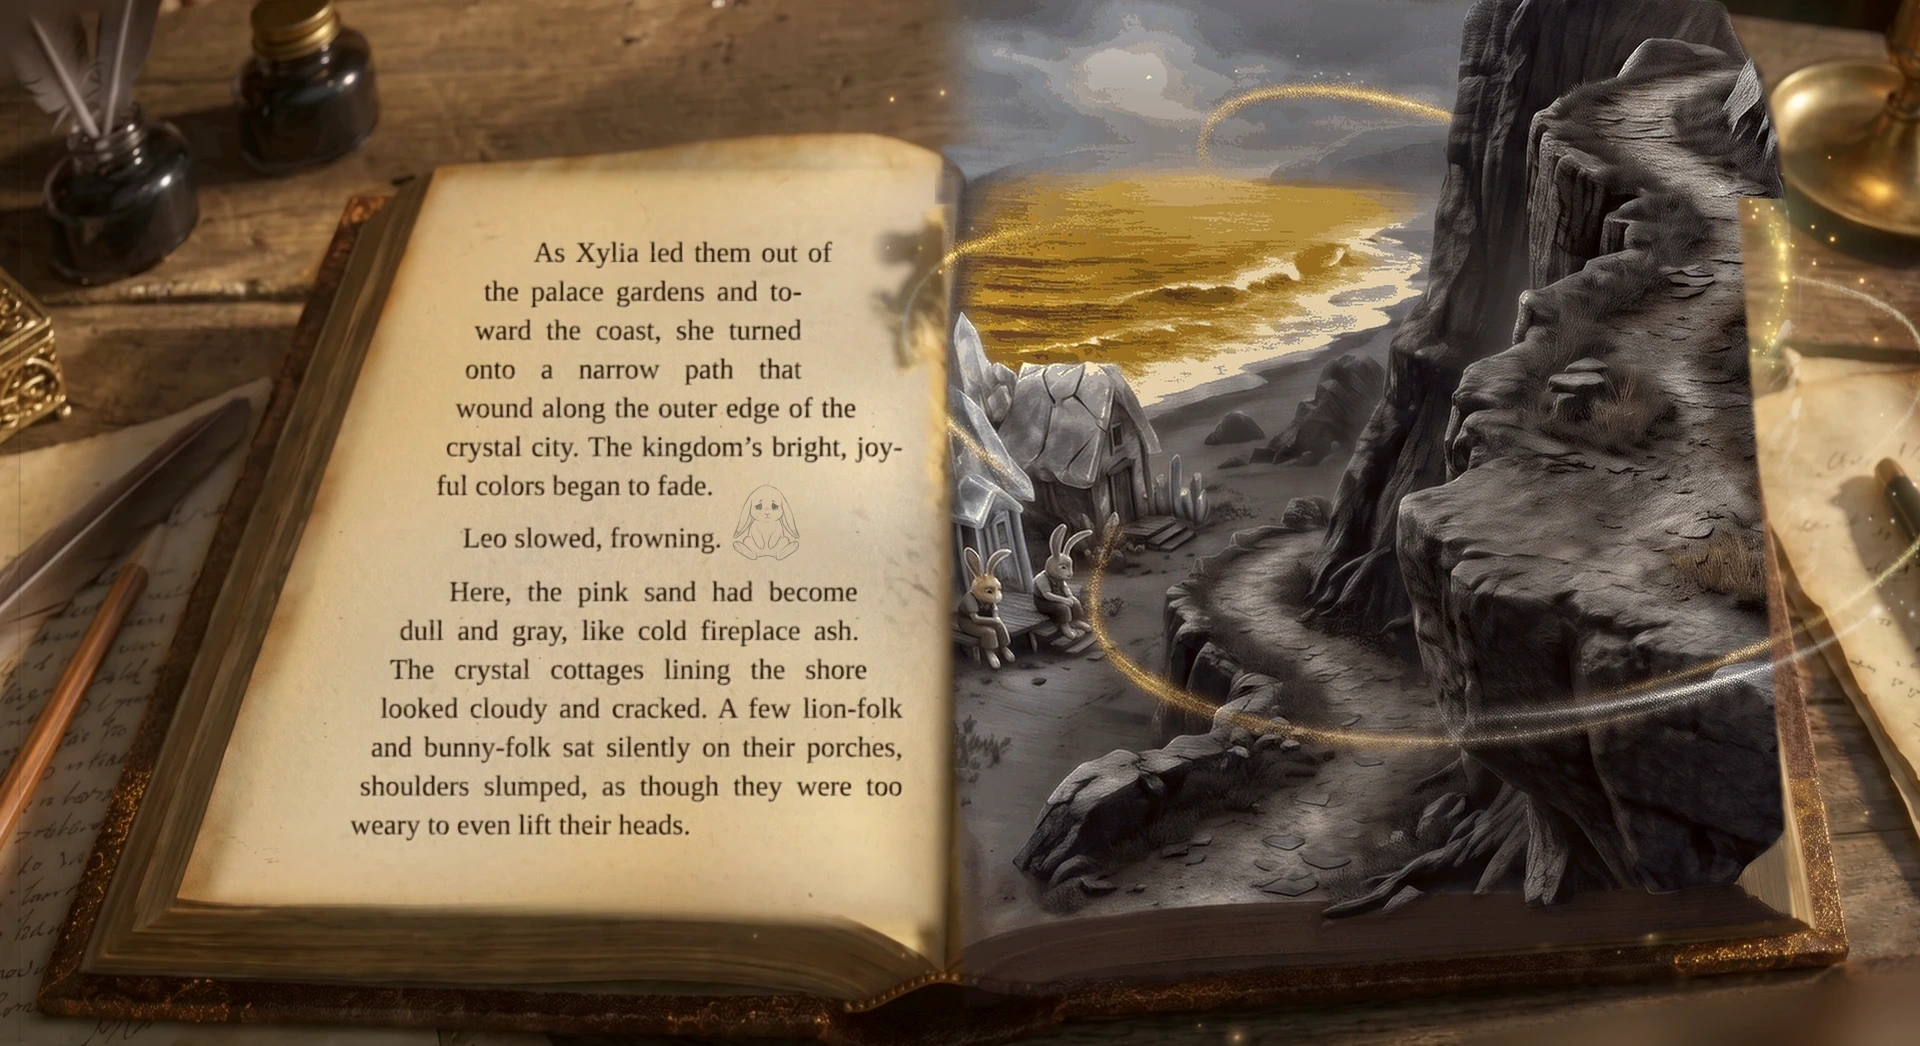 As Xylia led them out of
the palace gardens and to-
ward the coast, she turned
onto a narrow path that
wound along the outer edge of the
crystal city. The kingdom’s bright, joy-
ful colors began to fade.
Leo slowed, frowning.
Here, the pink sand had become
dull and gray, like cold fireplace ash.
The crystal cottages lining the shore
looked cloudy and cracked. A few lion-folk
and bunny-folk sat silently on their porches,
shoulders slumped, as though they were too
weary to even lift their heads.